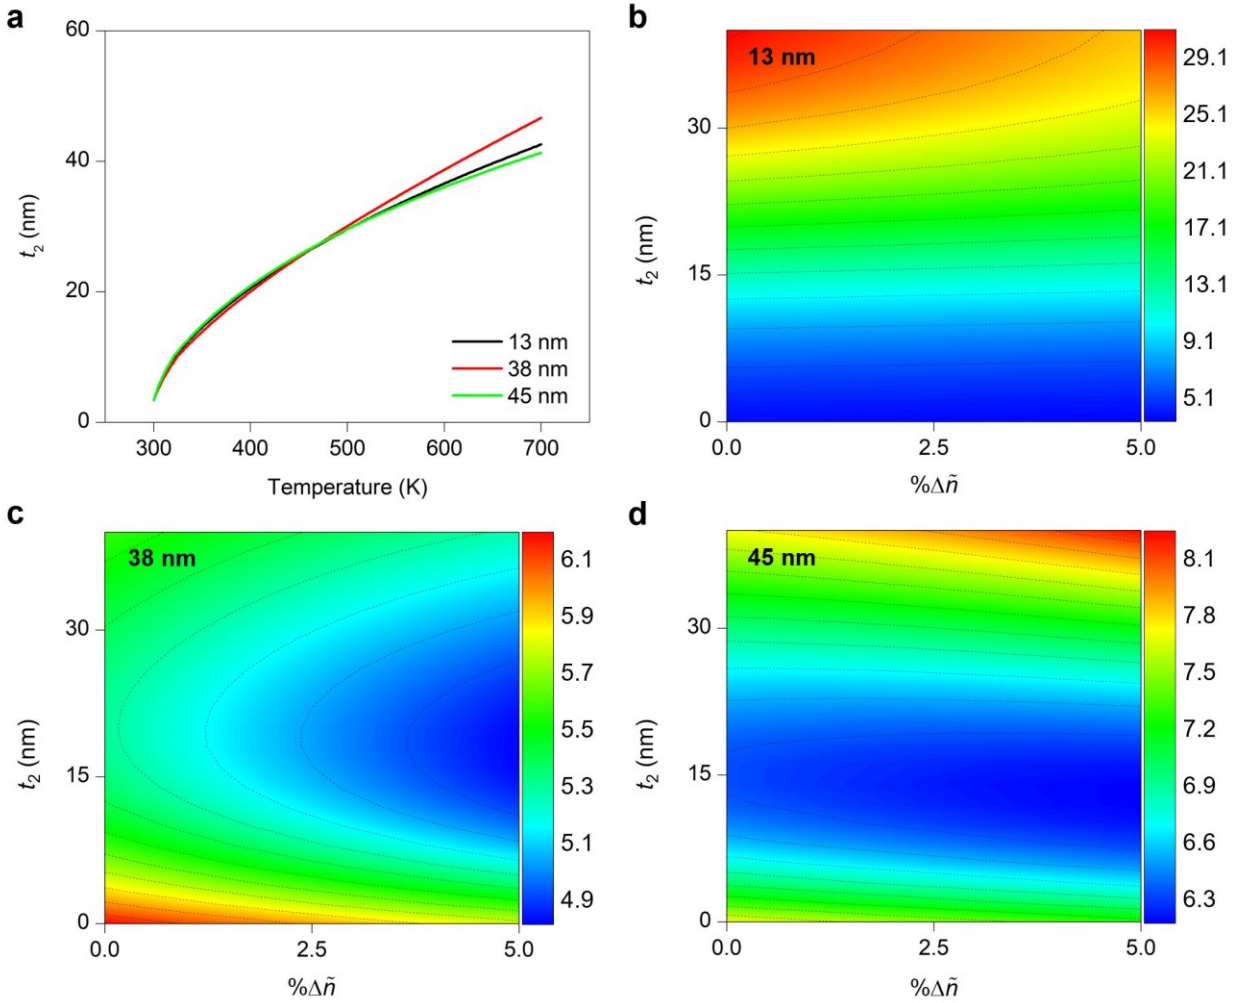 a
60
40
20
0
t2 (nm)
300 400 500 600 700
Temperature (K)
13 nm
38 nm
45 nm
b
13 nm
30
15
0
t2 (nm)
0.0 2.5 5.0
%Δñ
29.1
25.1
21.1
17.1
13.1
9.1
5.1
c
38 nm
30
15
0
t2 (nm)
0.0 2.5 5.0
%Δñ
6.1
5.9
5.7
5.5
5.3
5.1
4.9
d
45 nm
30
15
0
t2 (nm)
0.0 2.5 5.0
%Δñ
8.1
7.8
7.5
7.2
6.9
6.6
6.3